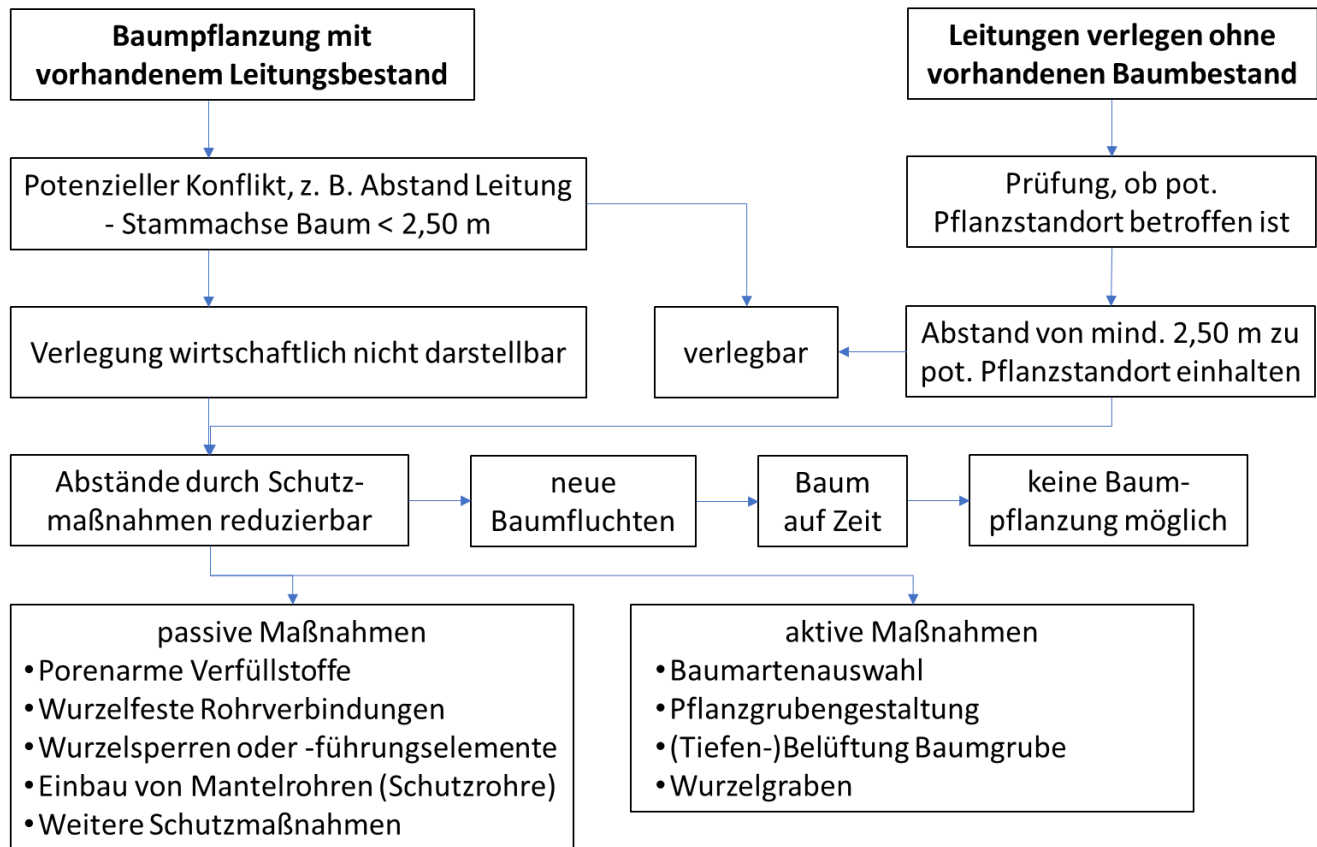 Baumpflanzung mit
vorhandenem Leitungsbestand
Leitungen verlegen ohne
vorhandenen Baumbestand
Potenzieller Konflikt, z. B. Abstand Leitung
- Stammachse Baum < 2,50 m
Prüfung, ob pot.
Pflanzstandort betroffen ist
Verlegung wirtschaftlich nicht darstellbar
verlegbar
Abstand von mind. 2,50 m zu
pot. Pflanzstandort einhalten
Abstände durch Schutz-
maßnahmen reduzierbar
neue
Baumfluchten
Baum
auf Zeit
keine Baum-
pflanzung möglich
passive Maßnahmen
•Porenarme Verfüllstoffe
•Wurzelfeste Rohrverbindungen
•Wurzelsperren oder -führungselemente
•Einbau von Mantelrohren (Schutzrohre)
•Weitere Schutzmaßnahmen
aktive Maßnahmen
•Baumartenauswahl
•Pflanzgrubengestaltung
•(Tiefen-)Belüftung Baumgrube
•Wurzelgraben